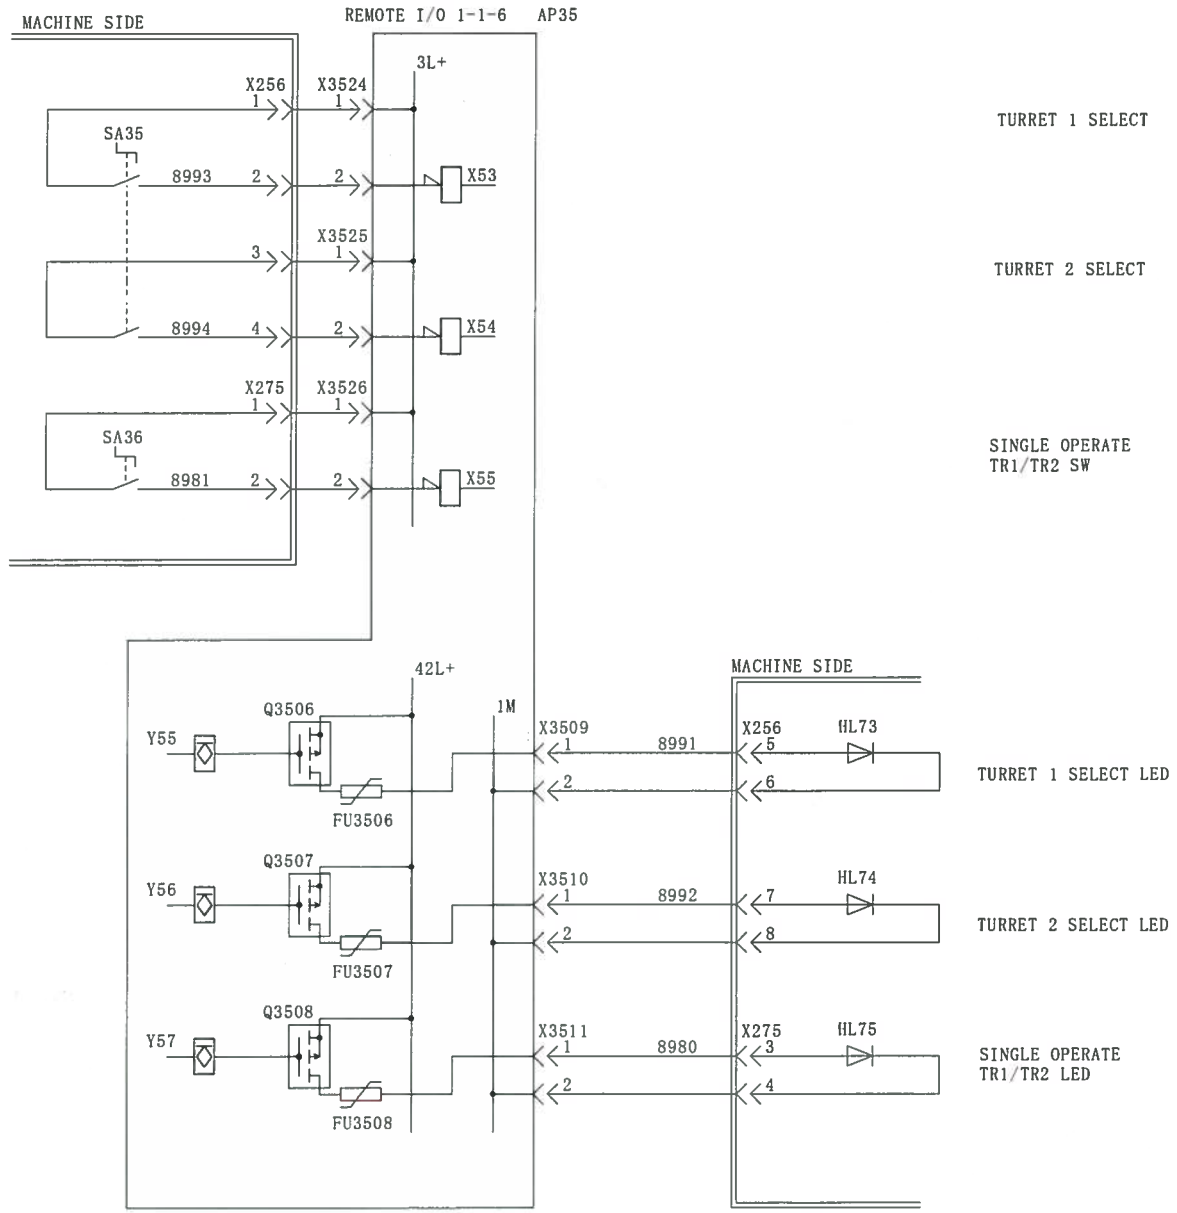 MACHINE SIDE
REMOTE I/O 1-1-6 AP35
3L+
X256
X3524
1
1
TURRET 1 SELECT
SA35
8993
2
2
X53
X3525
3
1
TURRET 2 SELECT
8994
4
2
X54
X275
X3526
1
1
SA36
SINGLE OPERATE
TR1/TR2 SW
8981
2
2
X55
42L+
MACHINE SIDE
Q3506
1M
Y55
X3509
1
8991
X256
5
HL73
TURRET 1 SELECT LED
2
6
FU3506
Q3507
Y56
X3510
1
8992
7
HL74
TURRET 2 SELECT LED
2
8
FU3507
Q3508
Y57
X3511
1
8980
X275
3
HL75
SINGLE OPERATE
TR1/TR2 LED
2
4
FU3508